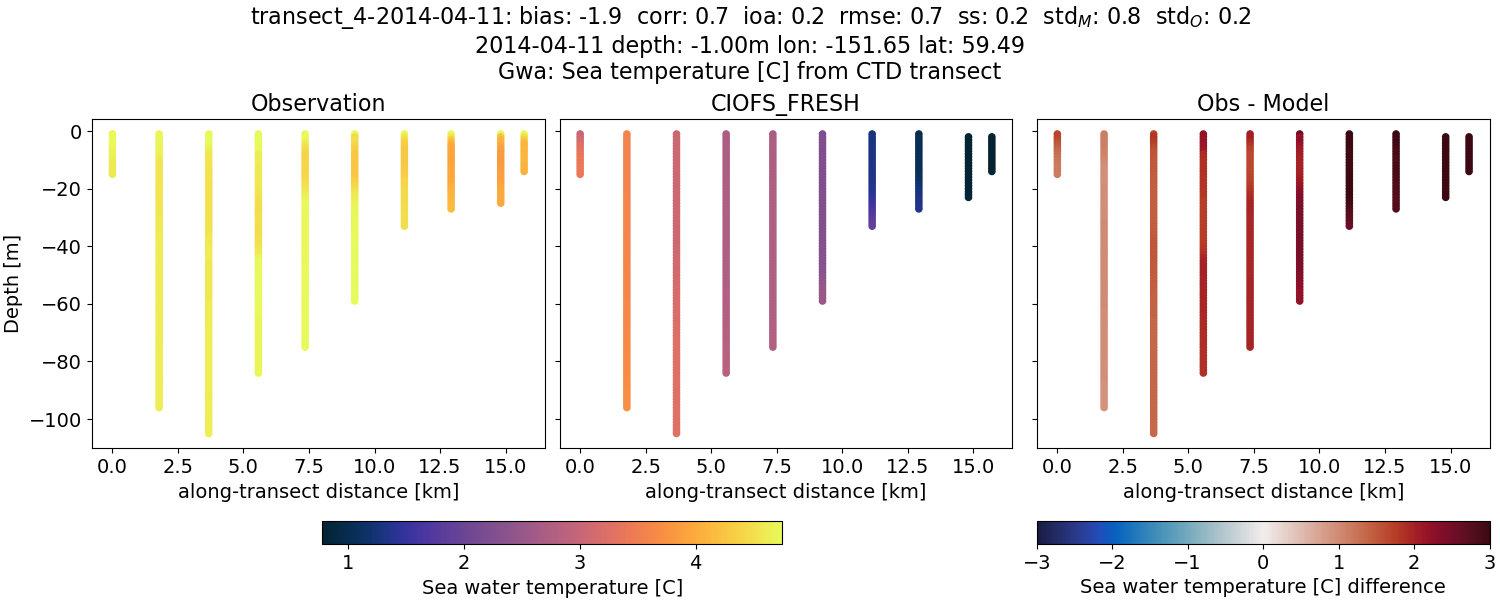 transect_4-2014-04-11: bias: -1.9  corr: 0.7  ioa: 0.2  rmse: 0.7  ss: 0.2  std_M: 0.8  std_O: 0.2
2014-04-11 depth: -1.00m lon: -151.65 lat: 59.49
Gwa: Sea temperature [C] from CTD transect
Observation
CIOFS_FRESH
Obs - Model
Depth [m]
0
−20
−40
−60
−80
−100
0.0 2.5 5.0 7.5 10.0 12.5 15.0
0.0 2.5 5.0 7.5 10.0 12.5 15.0
0.0 2.5 5.0 7.5 10.0 12.5 15.0
along-transect distance [km]
along-transect distance [km]
along-transect distance [km]
1 2 3 4
Sea water temperature [C]
−3 −2 −1 0 1 2 3
Sea water temperature [C] difference